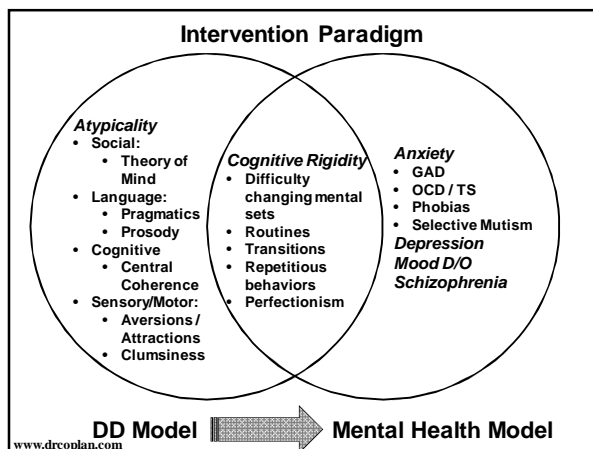 Intervention Paradigm
Atypicality
• Social:
• Theory of
Mind
• Language:
• Pragmatics
• Prosody
• Cognitive
• Central
Coherence
• Sensory/Motor:
• Aversions /
Attractions
• Clumsiness
Cognitive Rigidity
• Difficulty
changing mental
sets
• Routines
• Transitions
• Repetitious
behaviors
• Perfectionism
Anxiety
• GAD
• OCD / TS
• Phobias
• Selective Mutism
Depression
Mood D/O
Schizophrenia
DD Model
Mental Health Model
www.drcoplan.com